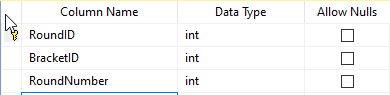 Column Name Data Type Allow Nulls
RoundID int
BracketID int
RoundNumber int